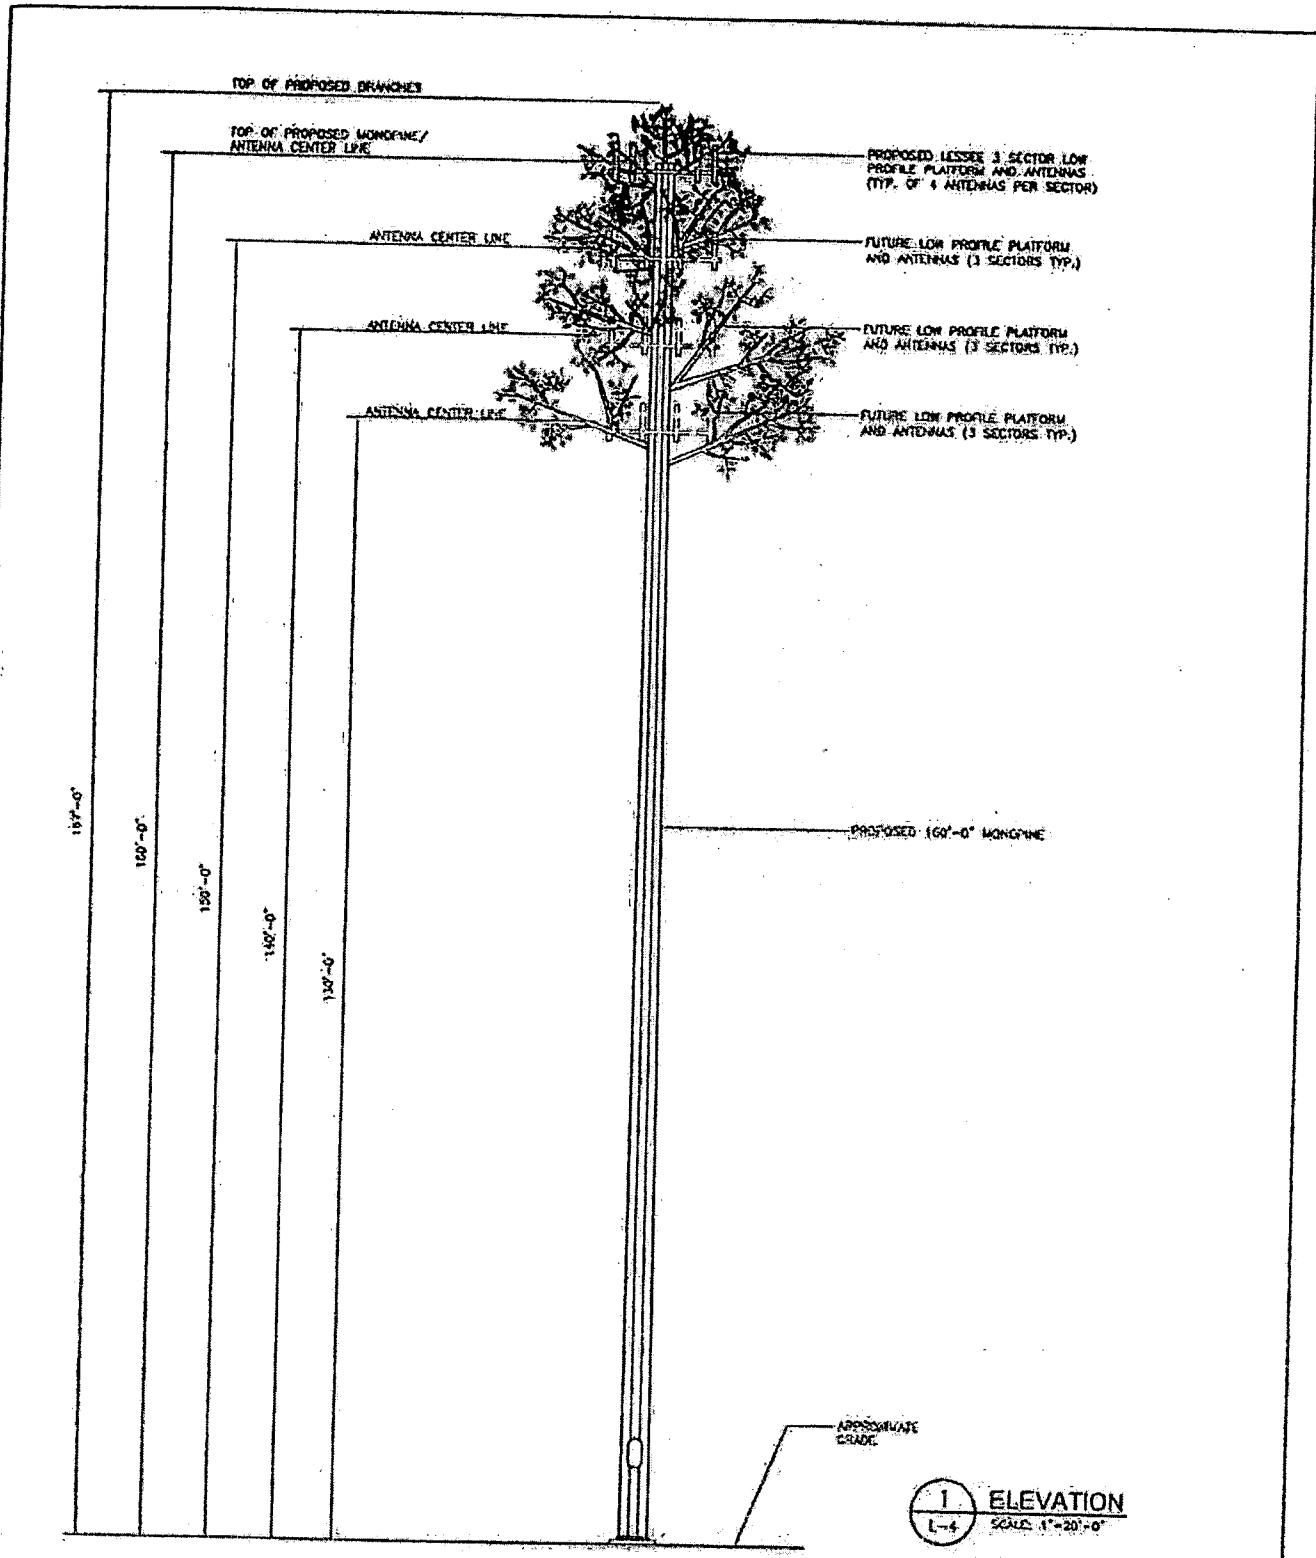 TOP OF PROPOSED BRANCHES
TOP OF PROPOSED MONOPINE/
ANTENNA CENTER LINE
PROPOSED LESSEE 3 SECTOR LOW
PROFILE PLATFORM AND ANTENNAS
(TYP. OF 4 ANTENNAS PER SECTOR)
ANTENNA CENTER LINE
FUTURE LOW PROFILE PLATFORM
AND ANTENNAS (3 SECTORS TYP.)
ANTENNA CENTER LINE
FUTURE LOW PROFILE PLATFORM
AND ANTENNAS (3 SECTORS TYP.)
ANTENNA CENTER LINE
FUTURE LOW PROFILE PLATFORM
AND ANTENNAS (3 SECTORS TYP.)
167'-0"
160'-0"
150'-0"
140'-0"
130'-0"
PROPOSED 160'-0" MONOPINE
APPROXIMATE
GRADE
1
L-4
ELEVATION
SCALE: 1"=20'-0"